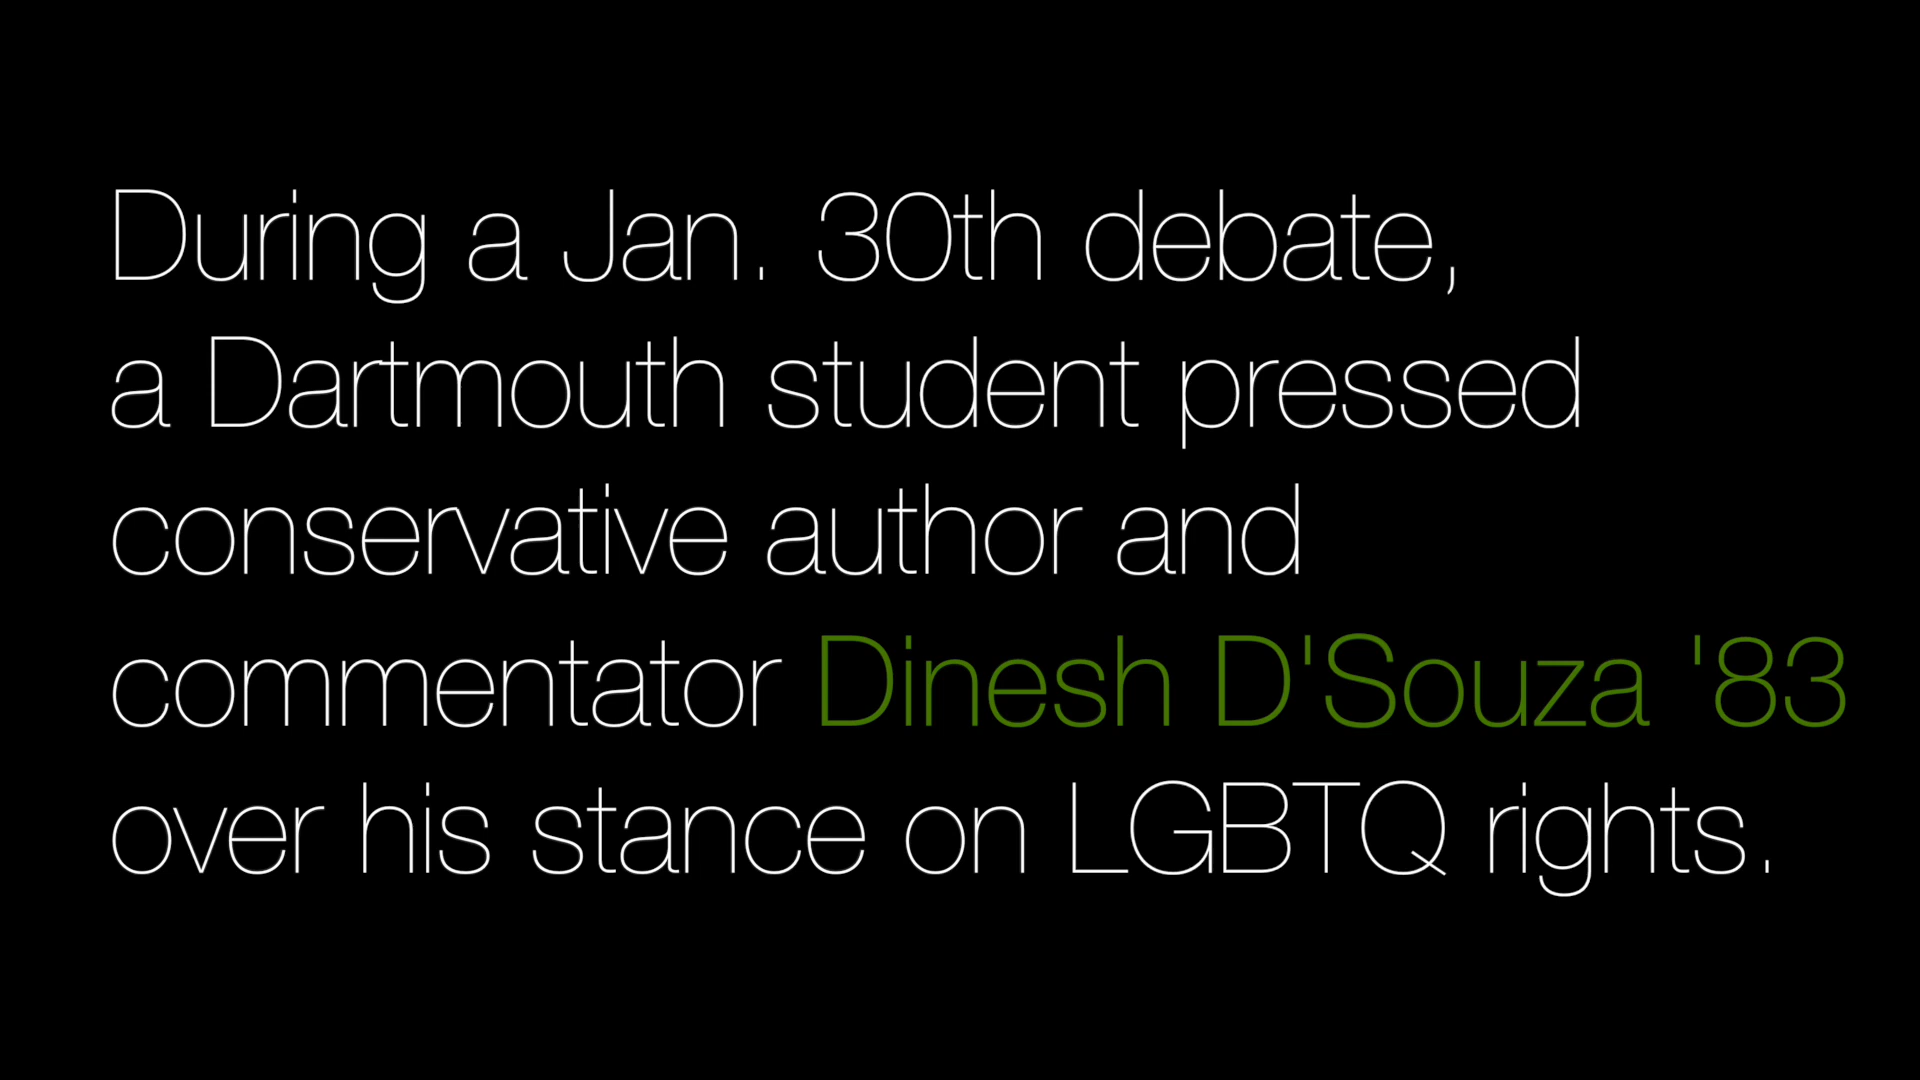 During a Jan. 30th debate,
a Dartmouth student pressed
conservative author and
commentator Dinesh D'Souza '83
over his stance on LGBTQ rights.